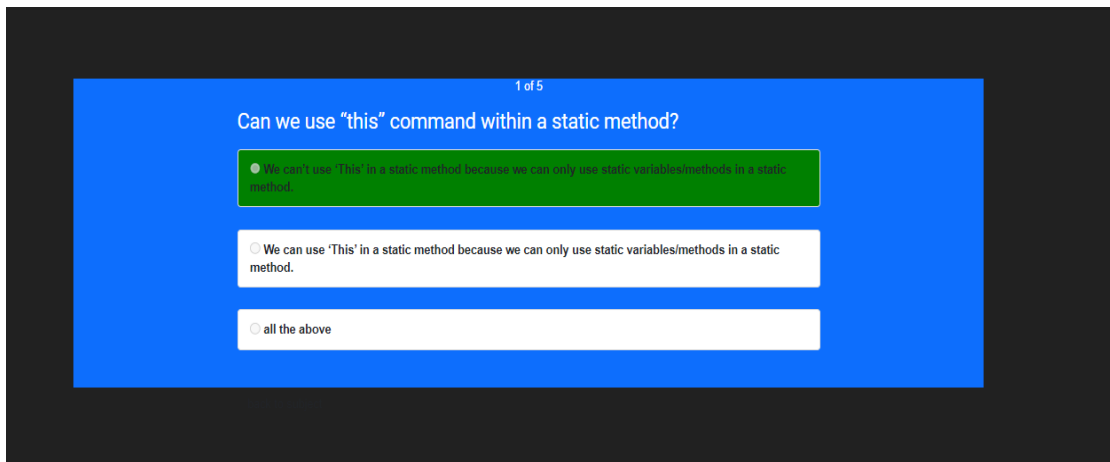 1 of 5
Can we use “this” command within a static method?
We can’t use ‘This’ in a static method because we can only use static variables/methods in a static
method.
We can use ‘This’ in a static method because we can only use static variables/methods in a static
method.
all the above